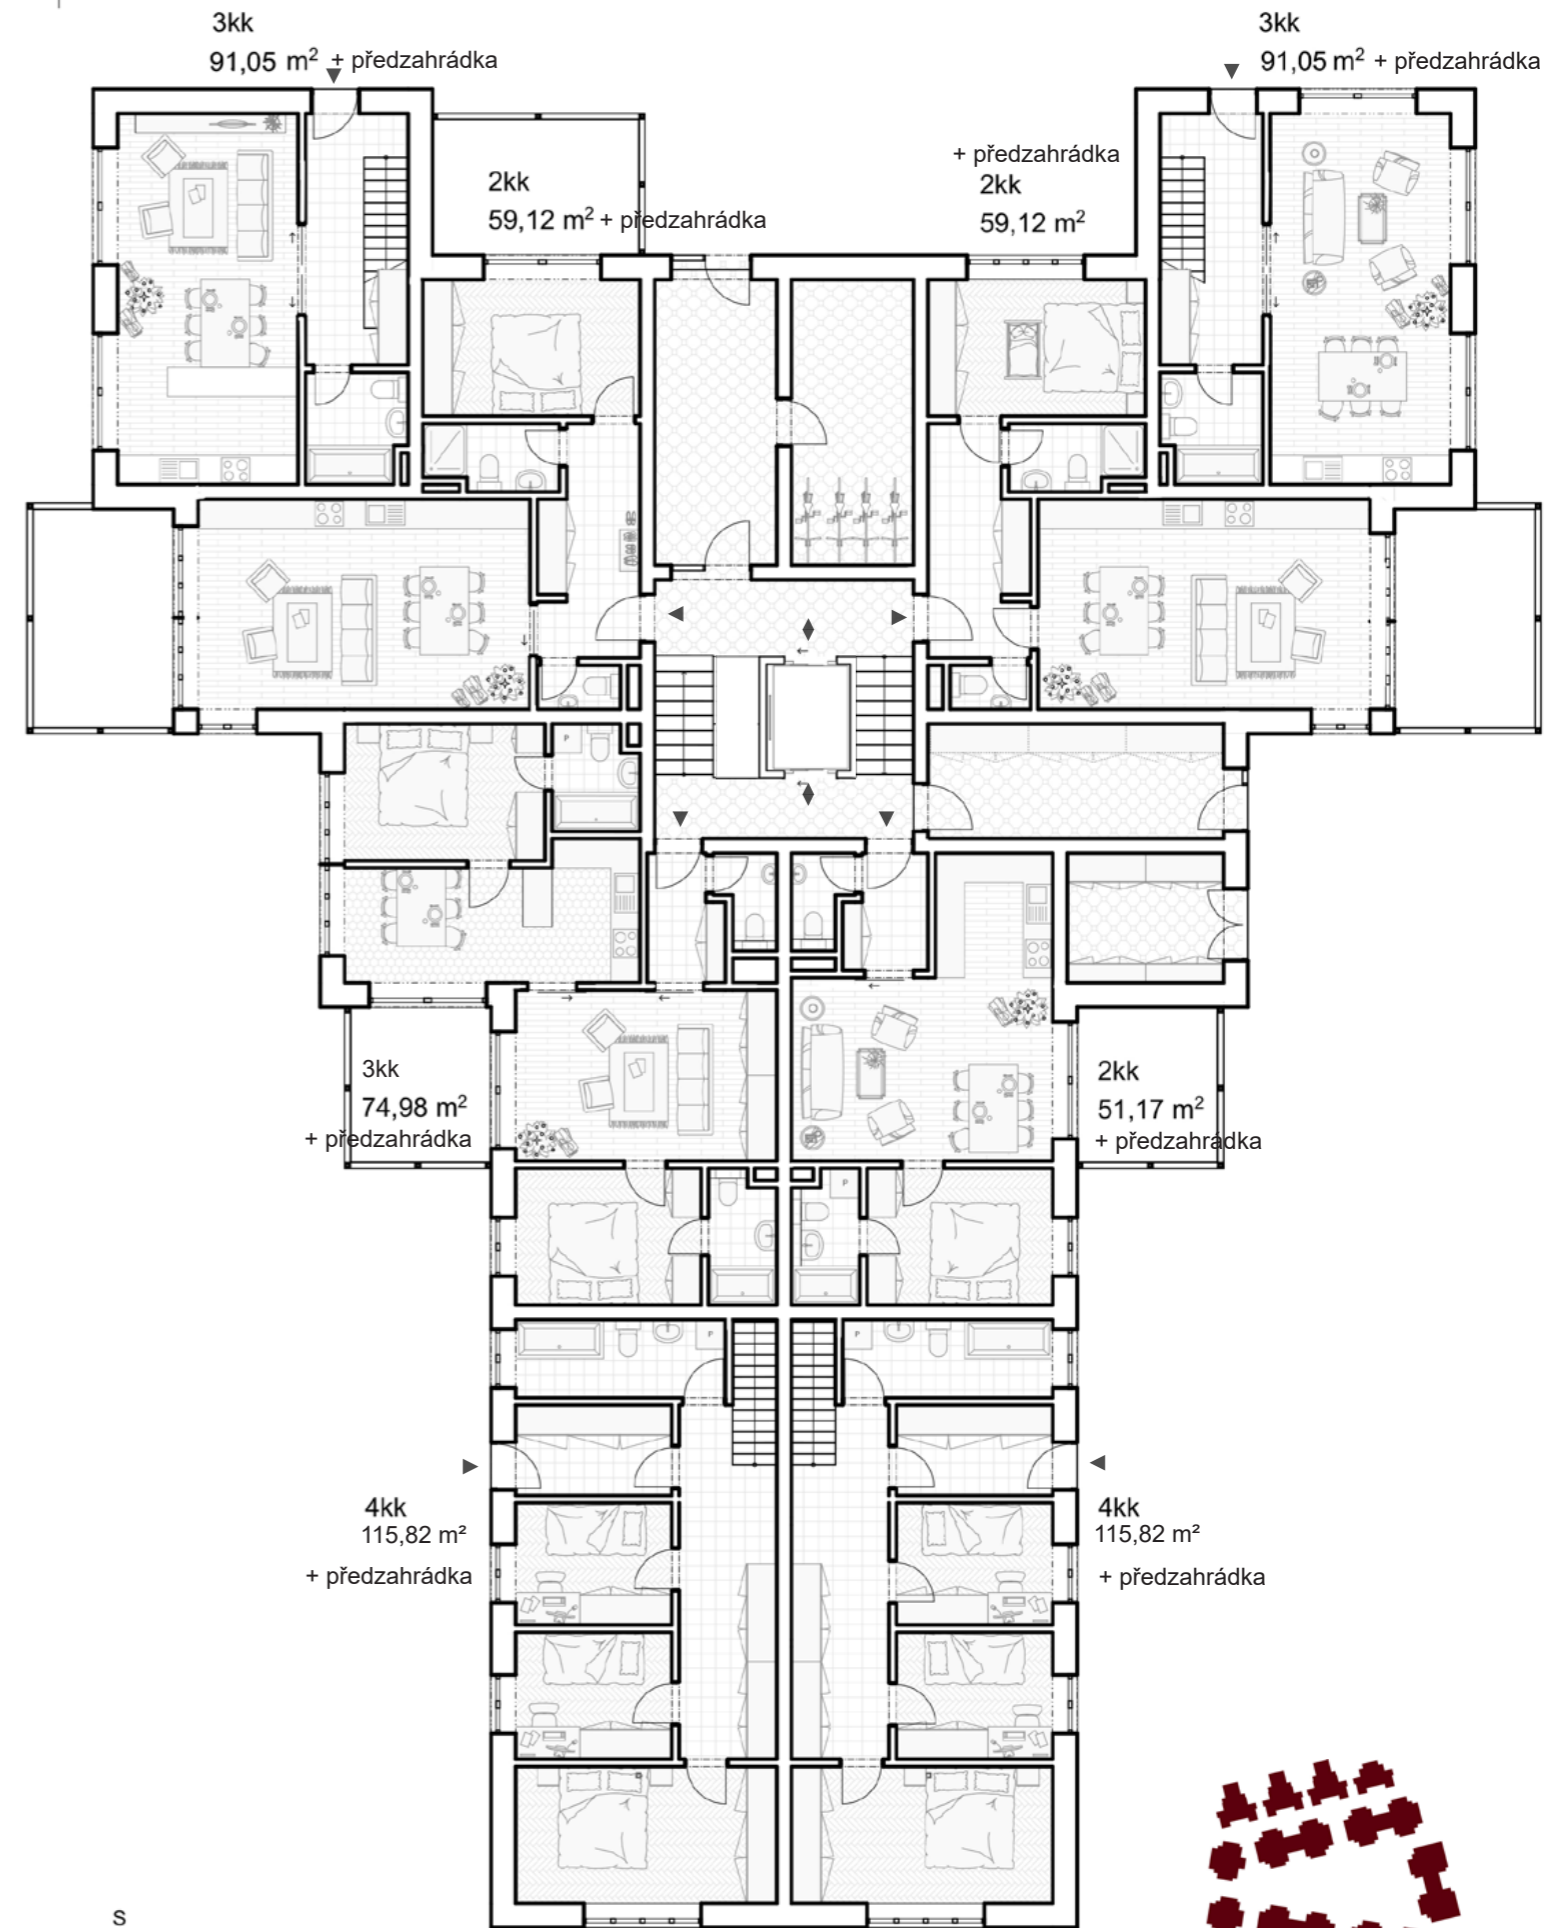 3kk
91,05 m² + předzahrádka
3kk
91,05 m² + předzahrádka
2kk
59,12 m² + předzahrádka
+ předzahrádka
2kk
59,12 m²
P
3kk
74,98 m²
+ předzahrádka
2kk
51,17 m²
+ předzahrádka
P
P
P
4kk
115,82 m²
+ předzahrádka
4kk
115,82 m²
+ předzahrádka
S